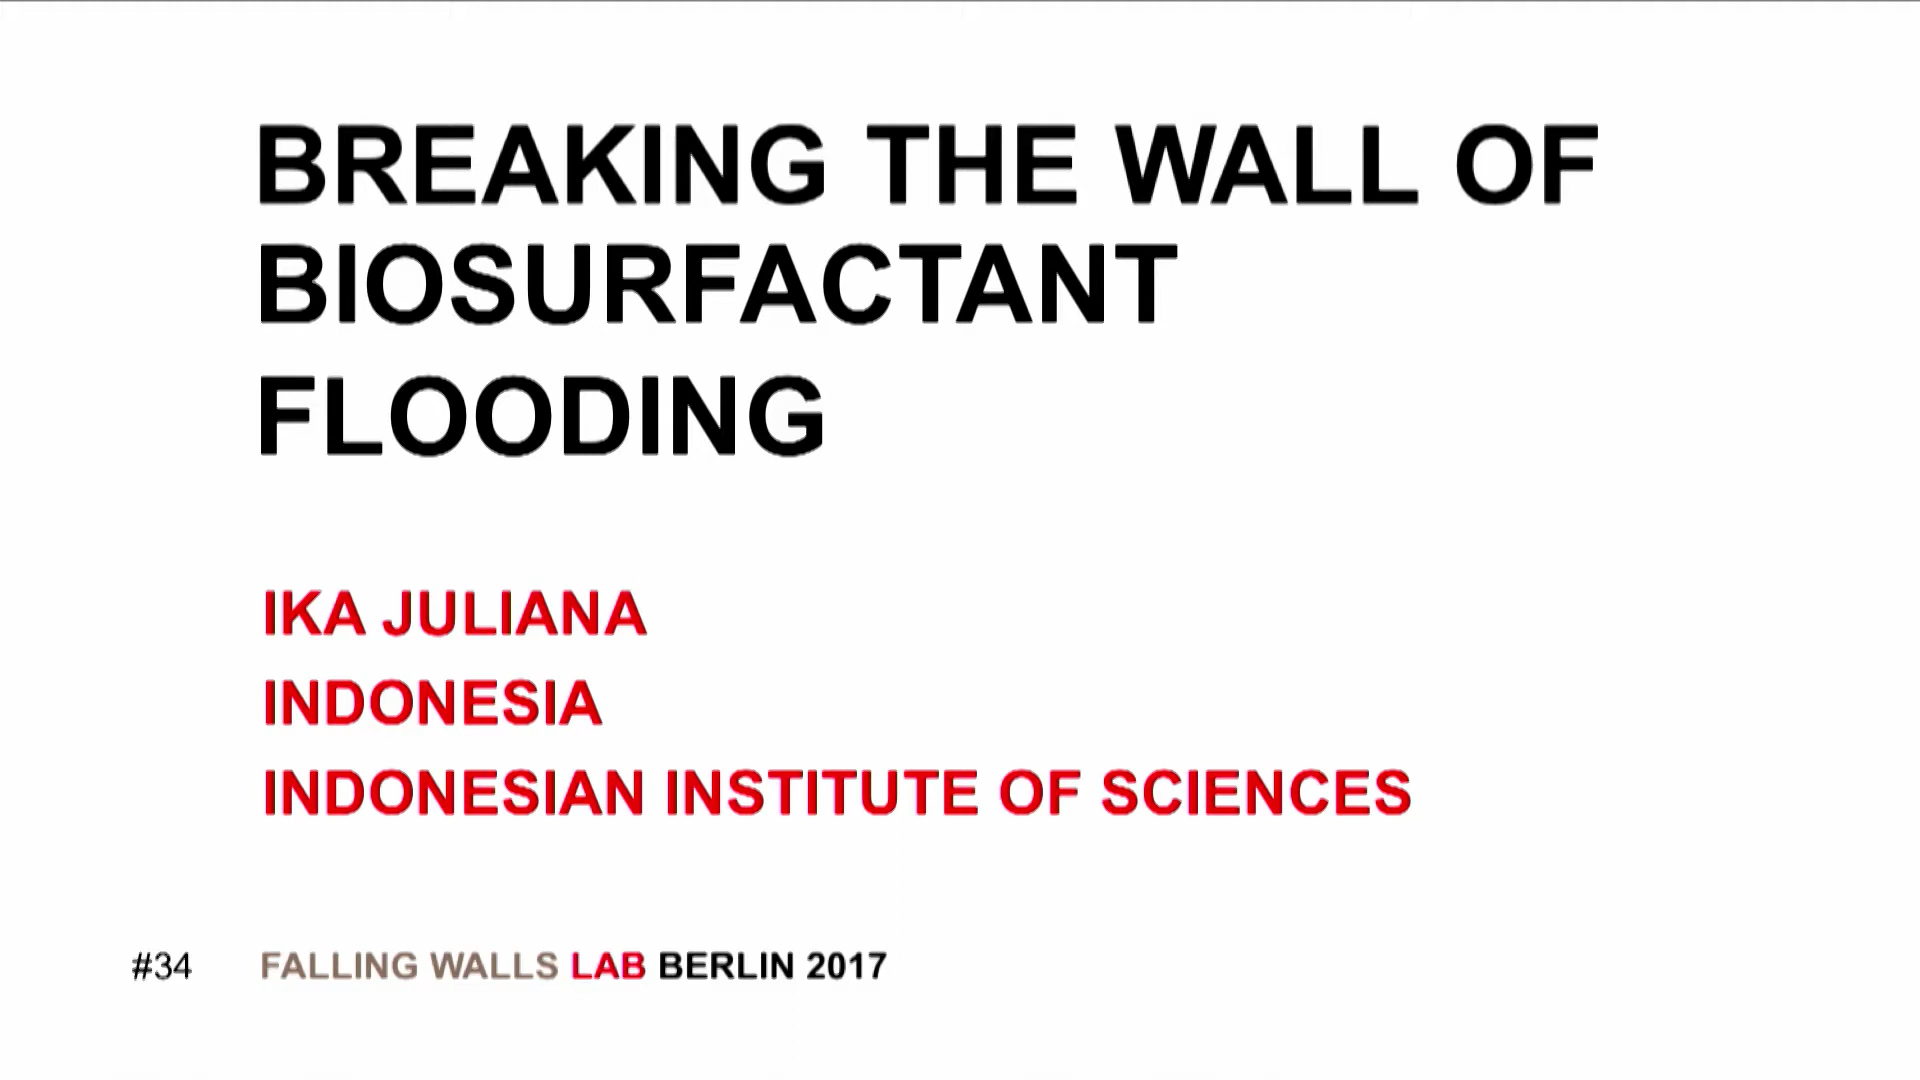 BREAKING THE WALL OF
BIOSURFACTANT
FLOODING
IKA JULIANA
INDONESIA
INDONESIAN INSTITUTE OF SCIENCES
#34 FALLING WALLS LAB BERLIN 2017